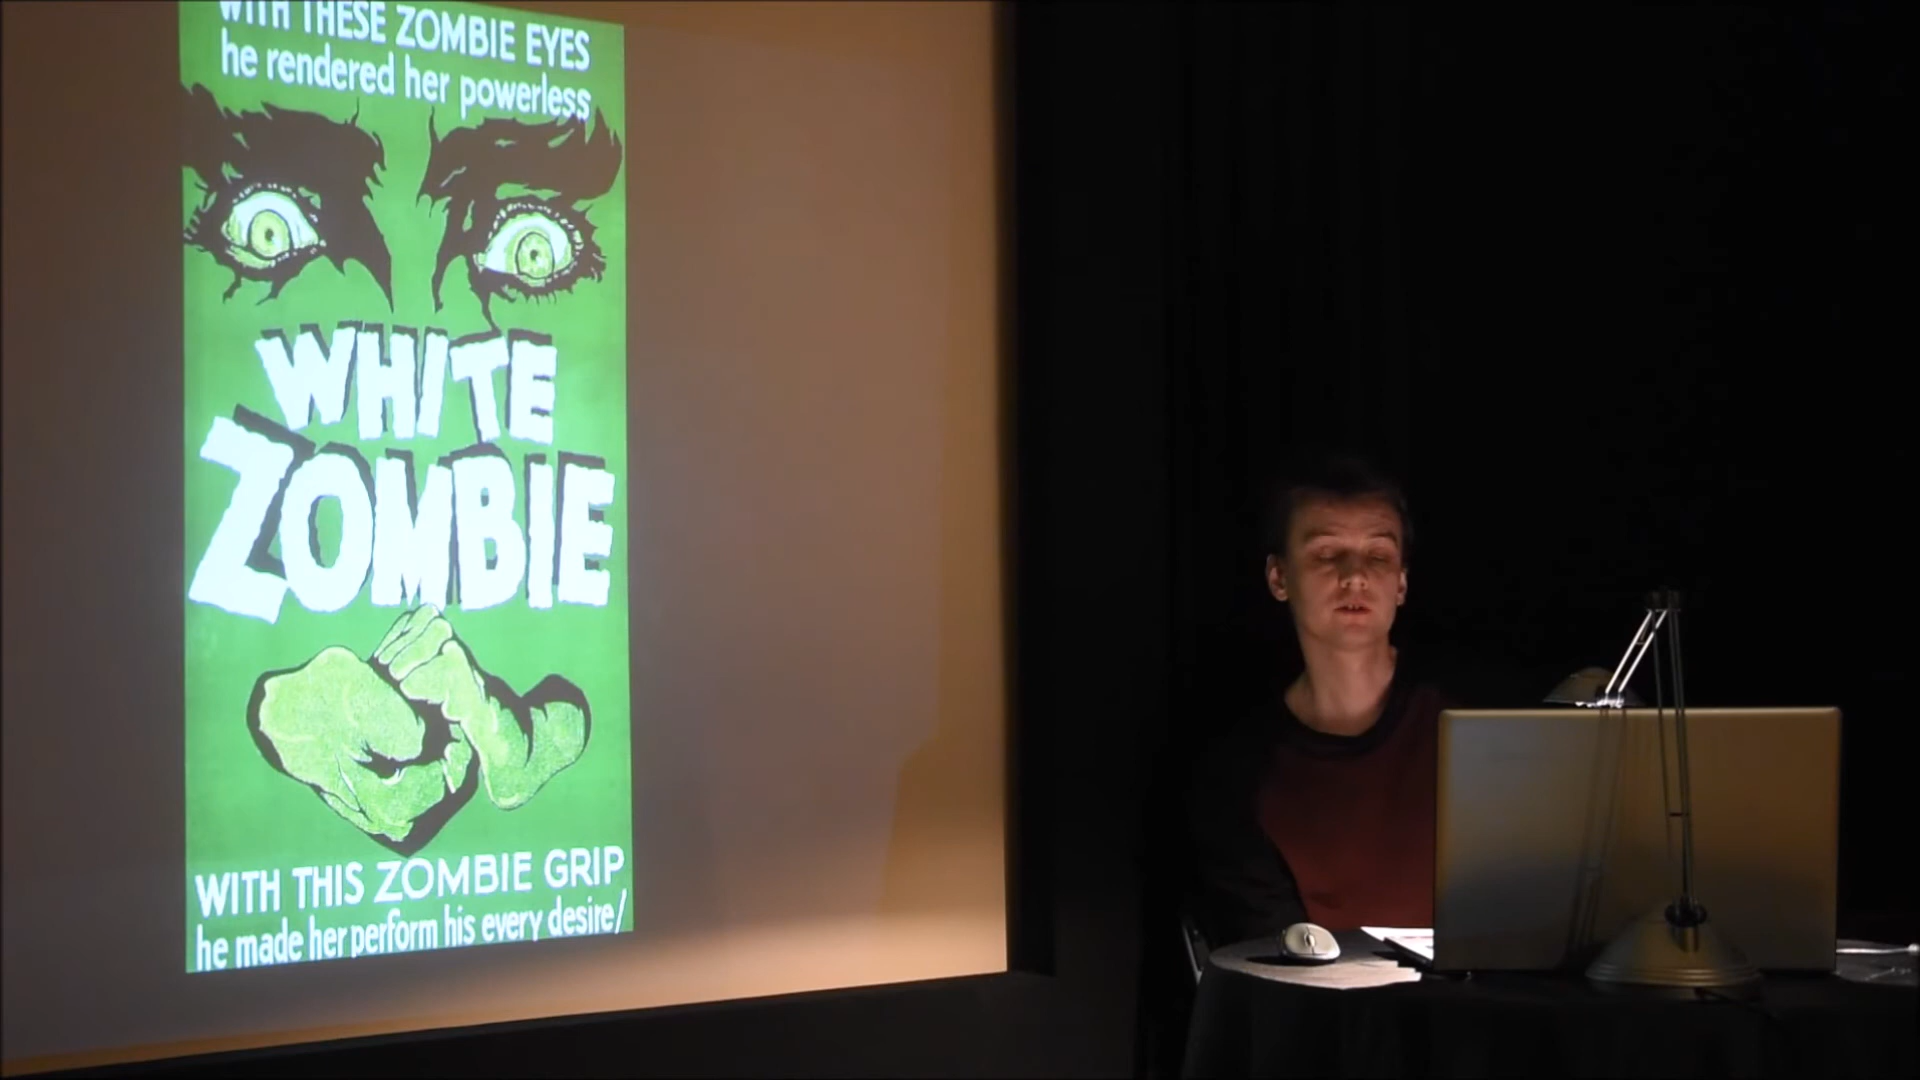 WITH THESE ZOMBIE EYES
he rendered her powerless
WHITE
ZOMBIE
WITH THIS ZOMBIE GRIP
he made her perform his every desire!